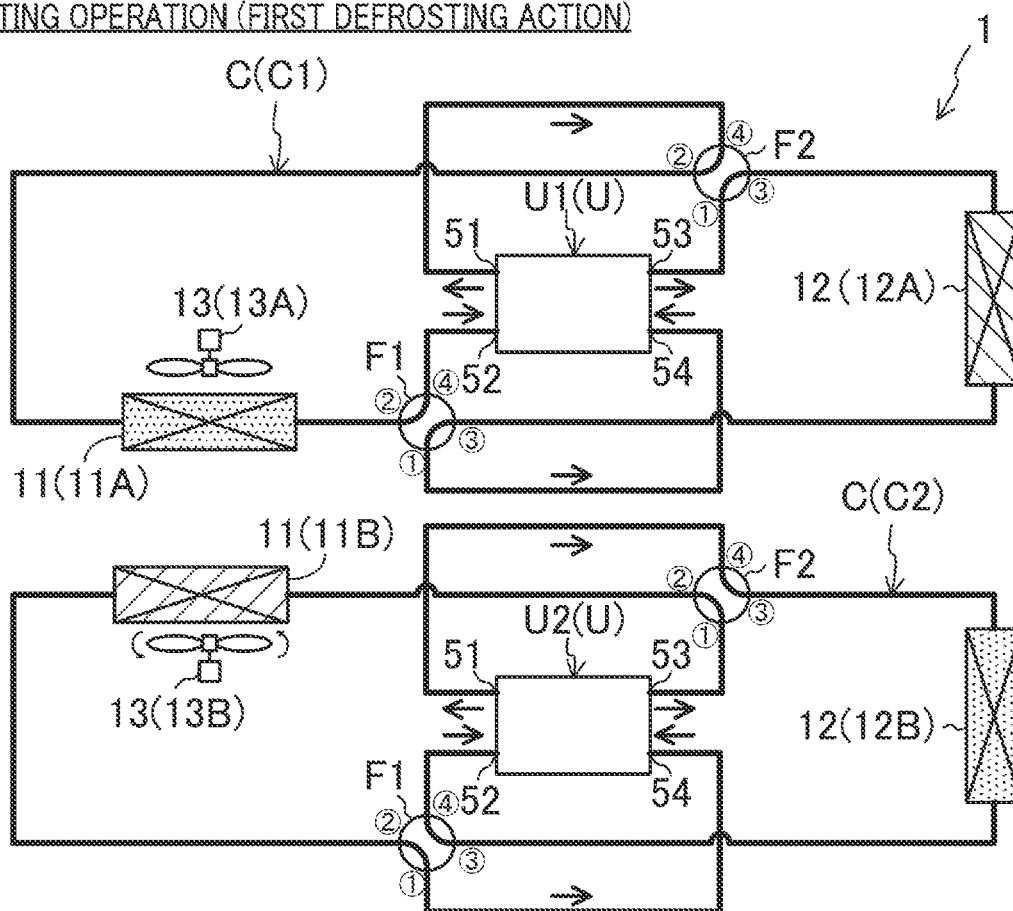 TING OPERATION (FIRST DEFROSTING ACTION)
1
C(C1)
④
② F2
③
①
U1(U)
51 53
13(13A)
12(12A)
F1
④ 52 54
②
③
①
11(11A)
C(C2)
11(11B)
④ F2
②
③
①
U2(U)
51 53
13(13B)
12(12B)
F1
④ 52 54
②
③
①